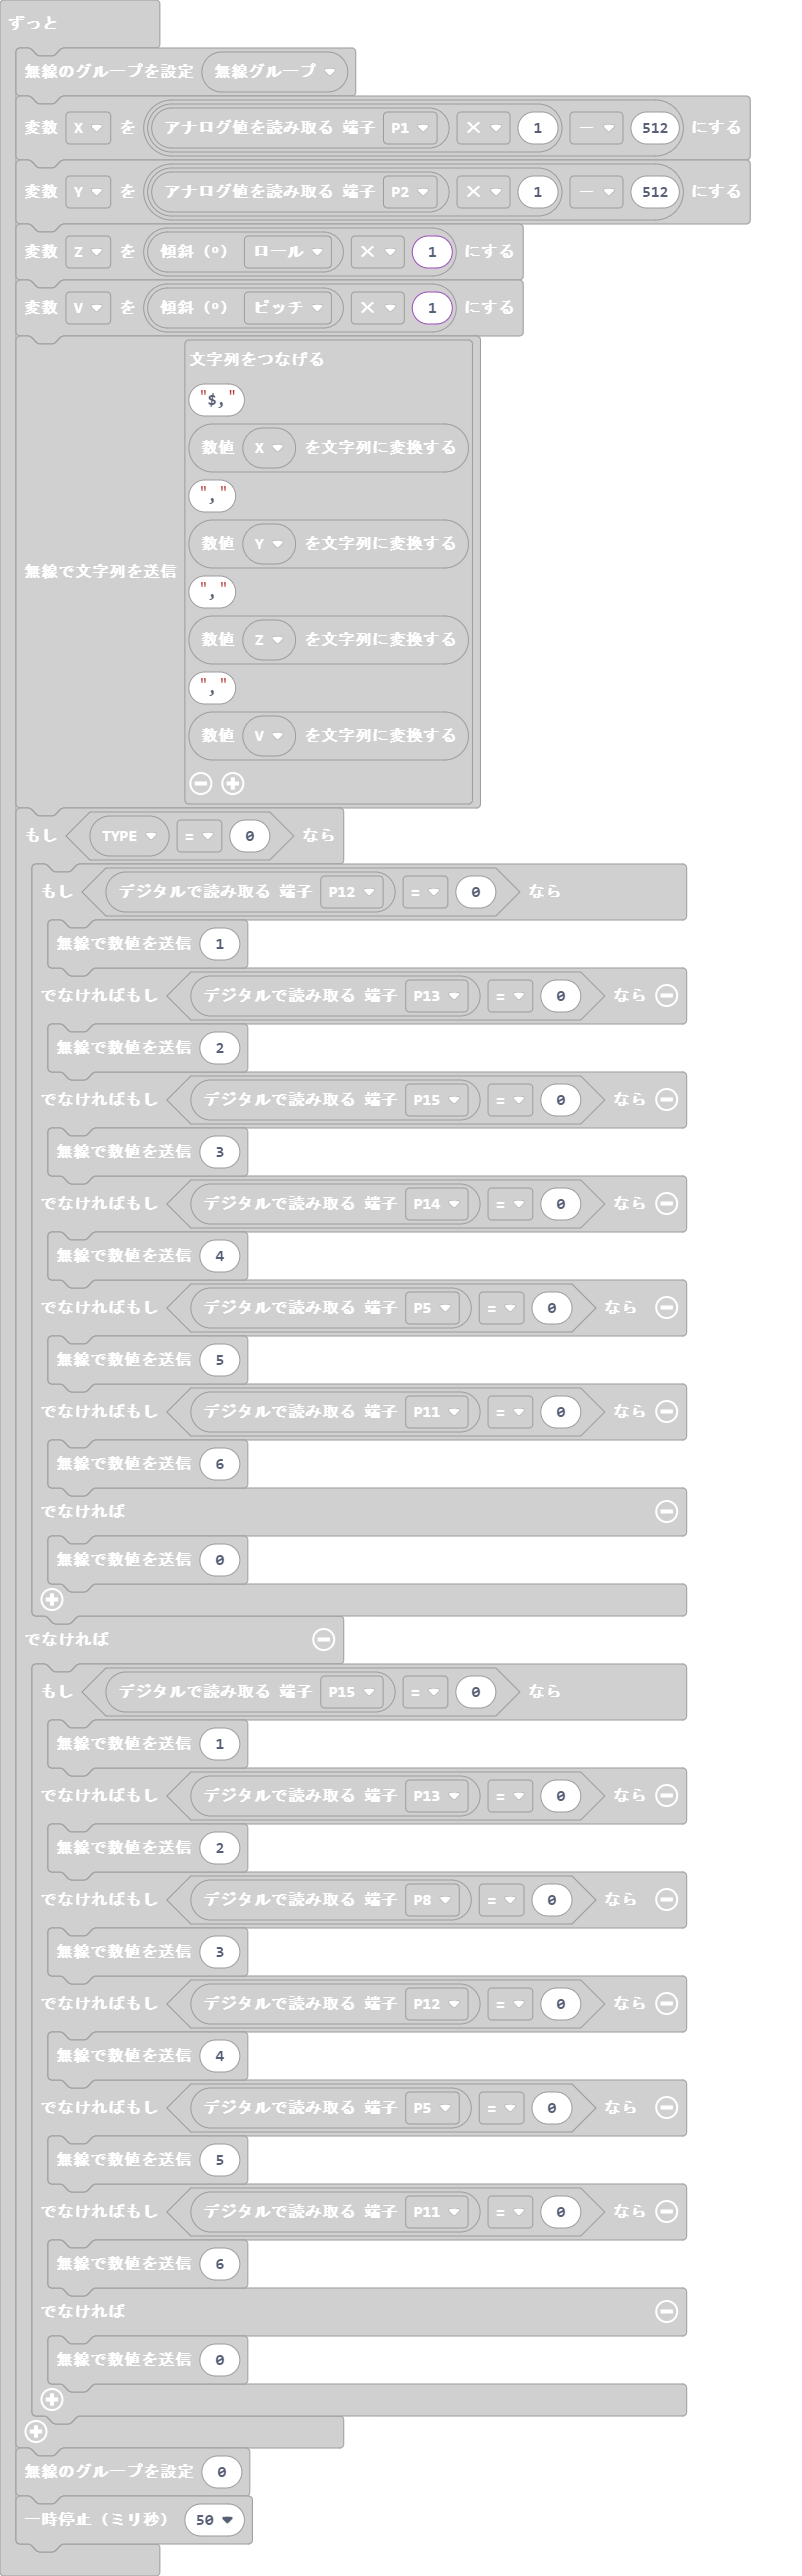 ずっと
無線のグループを設定 無線グループ
変数 X を アナログ値を読み取る 端子 P1 × 1 - 512 にする
変数 Y を アナログ値を読み取る 端子 P2 × 1 - 512 にする
変数 Z を 傾斜(°) ロール × 1 にする
変数 V を 傾斜(°) ピッチ × 1 にする
文字列をつなげる
"$,"
数値 X を文字列に変換する
","
数値 Y を文字列に変換する
","
無線で文字列を送信
数値 Z を文字列に変換する
","
数値 V を文字列に変換する
もし TYPE = 0 なら
もし デジタルで読み取る 端子 P12 = 0 なら
無線で数値を送信 1
でなければもし デジタルで読み取る 端子 P13 = 0 なら
無線で数値を送信 2
でなければもし デジタルで読み取る 端子 P15 = 0 なら
無線で数値を送信 3
でなければもし デジタルで読み取る 端子 P14 = 0 なら
無線で数値を送信 4
でなければもし デジタルで読み取る 端子 P5 = 0 なら
無線で数値を送信 5
でなければもし デジタルで読み取る 端子 P11 = 0 なら
無線で数値を送信 6
でなければ
無線で数値を送信 0
でなければ
もし デジタルで読み取る 端子 P15 = 0 なら
無線で数値を送信 1
でなければもし デジタルで読み取る 端子 P13 = 0 なら
無線で数値を送信 2
でなければもし デジタルで読み取る 端子 P8 = 0 なら
無線で数値を送信 3
でなければもし デジタルで読み取る 端子 P12 = 0 なら
無線で数値を送信 4
でなければもし デジタルで読み取る 端子 P5 = 0 なら
無線で数値を送信 5
でなければもし デジタルで読み取る 端子 P11 = 0 なら
無線で数値を送信 6
でなければ
無線で数値を送信 0
無線のグループを設定 0
一時停止(ミリ秒) 50